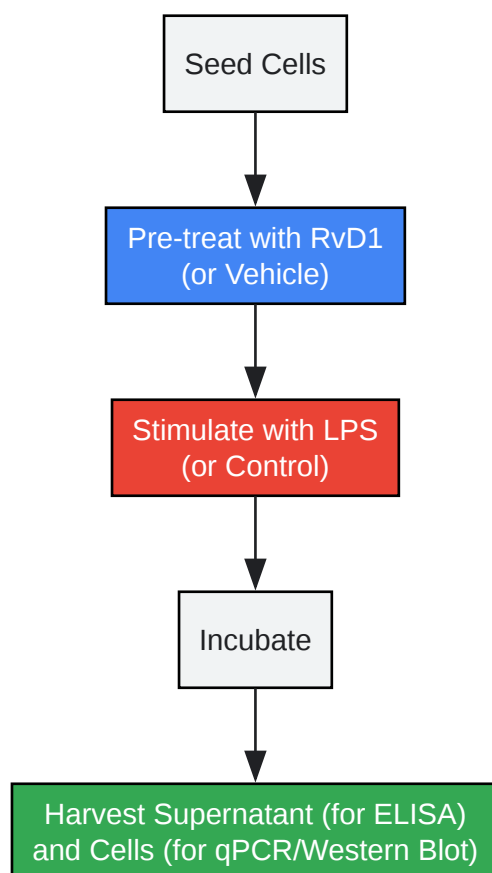 Seed Cells
Pre-treat with RvD1
(or Vehicle)
Stimulate with LPS
(or Control)
Incubate
Harvest Supernatant (for ELISA)
and Cells (for qPCR/Western Blot)